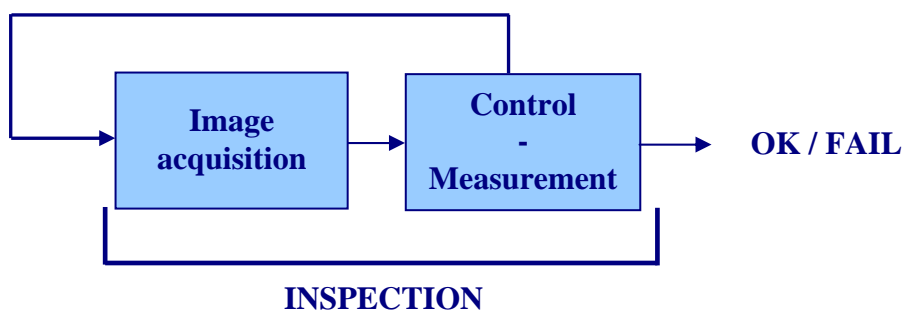 Image
acquisition
Control
-
Measurement
OK / FAIL
INSPECTION